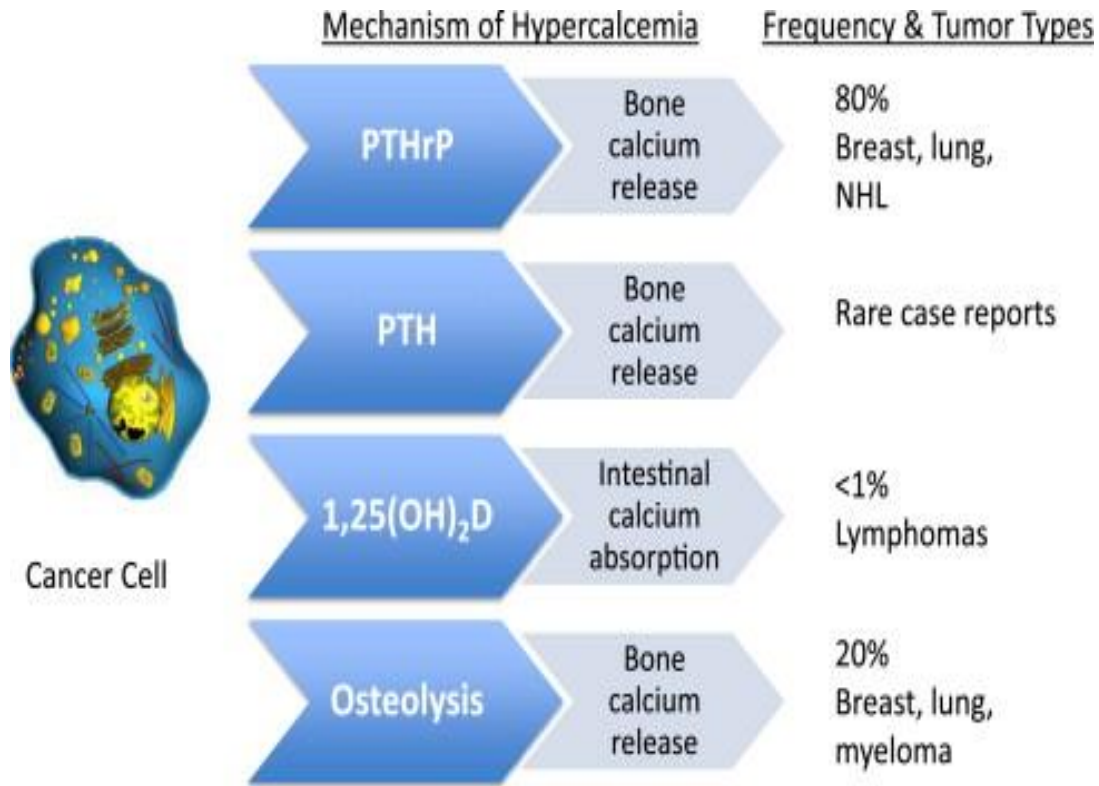 Mechanism of Hypercalcemia
Frequency & Tumor Types
PTHrP
Bone
calcium
release
80%
Breast, lung,
NHL
PTH
Bone
calcium
release
Rare case reports
1,25(OH)₂D
Intestinal
calcium
absorption
<1%
Lymphomas
Cancer Cell
Osteolysis
Bone
calcium
release
20%
Breast, lung,
myeloma